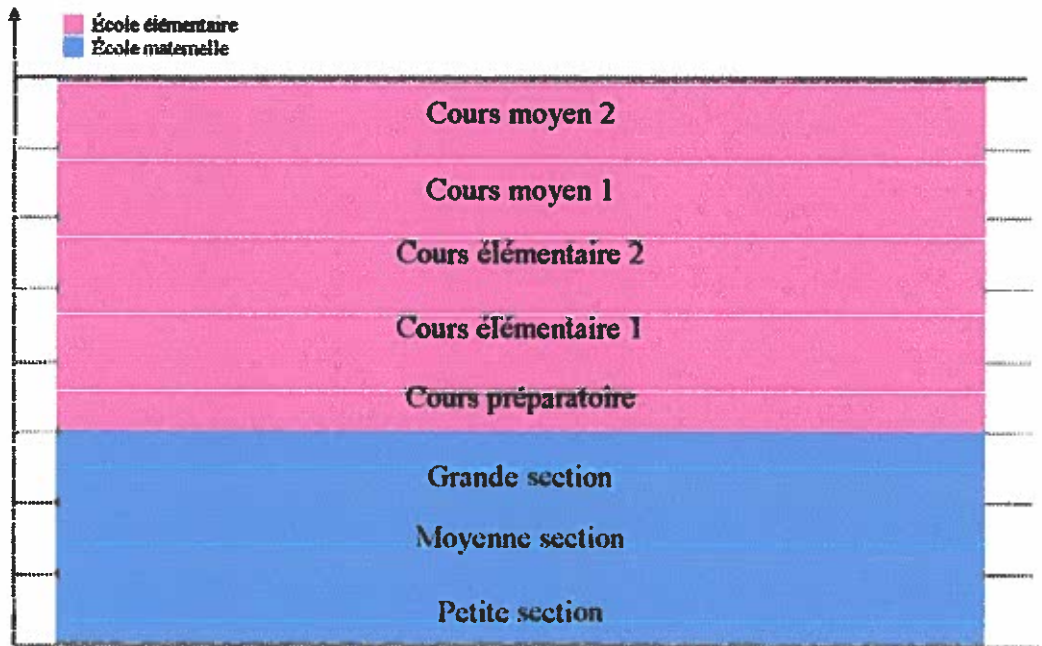 École élémentaire
École maternelle
Cours moyen 2
Cours moyen 1
Cours élémentaire 2
Cours élémentaire 1
Cours préparatoire
Grande section
Moyenne section
Petite section